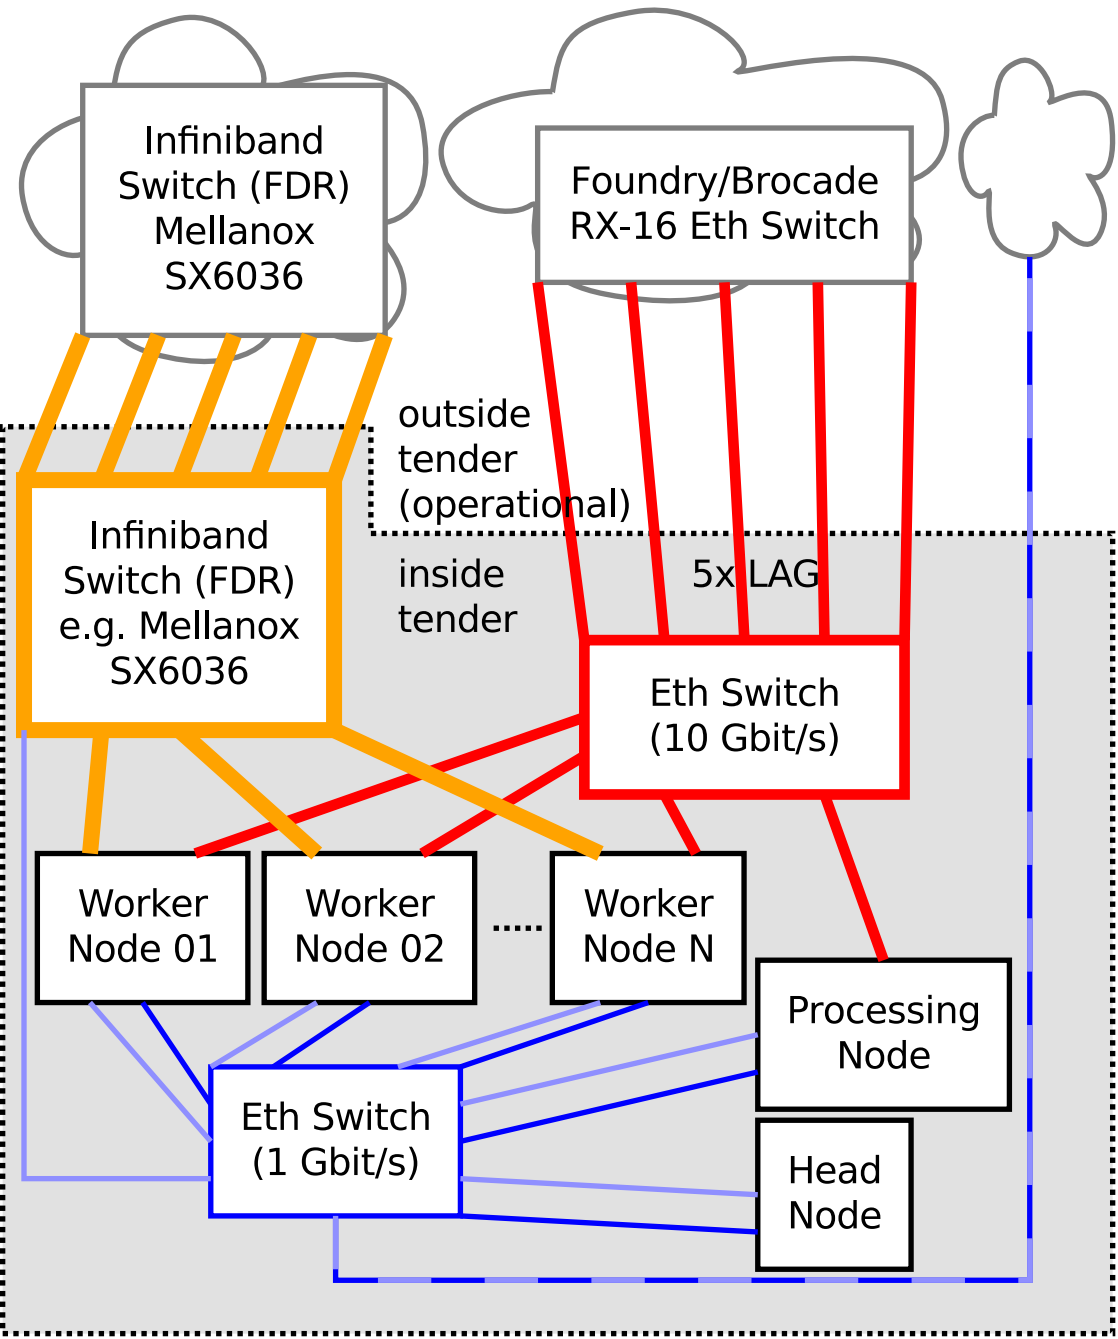 Infiniband
Switch (FDR)
Mellanox
SX6036
Foundry/Brocade
RX-16 Eth Switch
outside
tender
(operational)
inside
tender
5x LAG
Infiniband
Switch (FDR)
e.g. Mellanox
SX6036
Eth Switch
(10 Gbit/s)
Worker
Node 01
Worker
Node 02
.....
Worker
Node N
Processing
Node
Eth Switch
(1 Gbit/s)
Head
Node